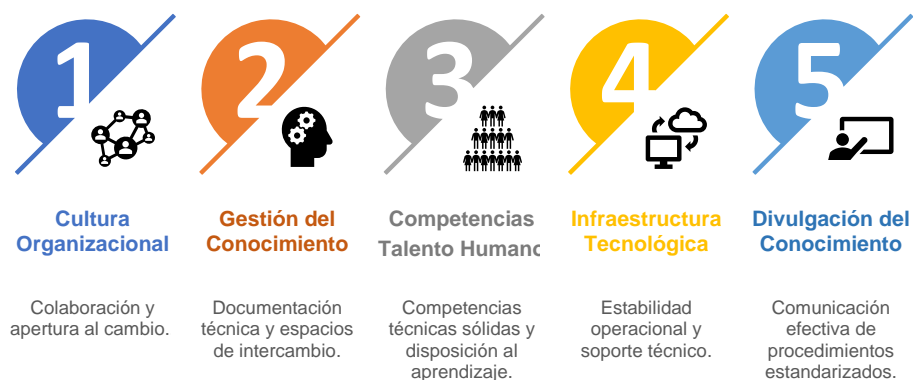 1
Cultura
Organizacional
Colaboración y
apertura al cambio.
2
Gestión del
Conocimiento
Documentación
técnica y espacios
de intercambio.
3
Competencias
Talento Humano
Competencias
técnicas sólidas y
disposición al
aprendizaje.
4
Infraestructura
Tecnológica
Estabilidad
operacional y
soporte técnico.
5
Divulgación del
Conocimiento
Comunicación
efectiva de
procedimientos
estandarizados.